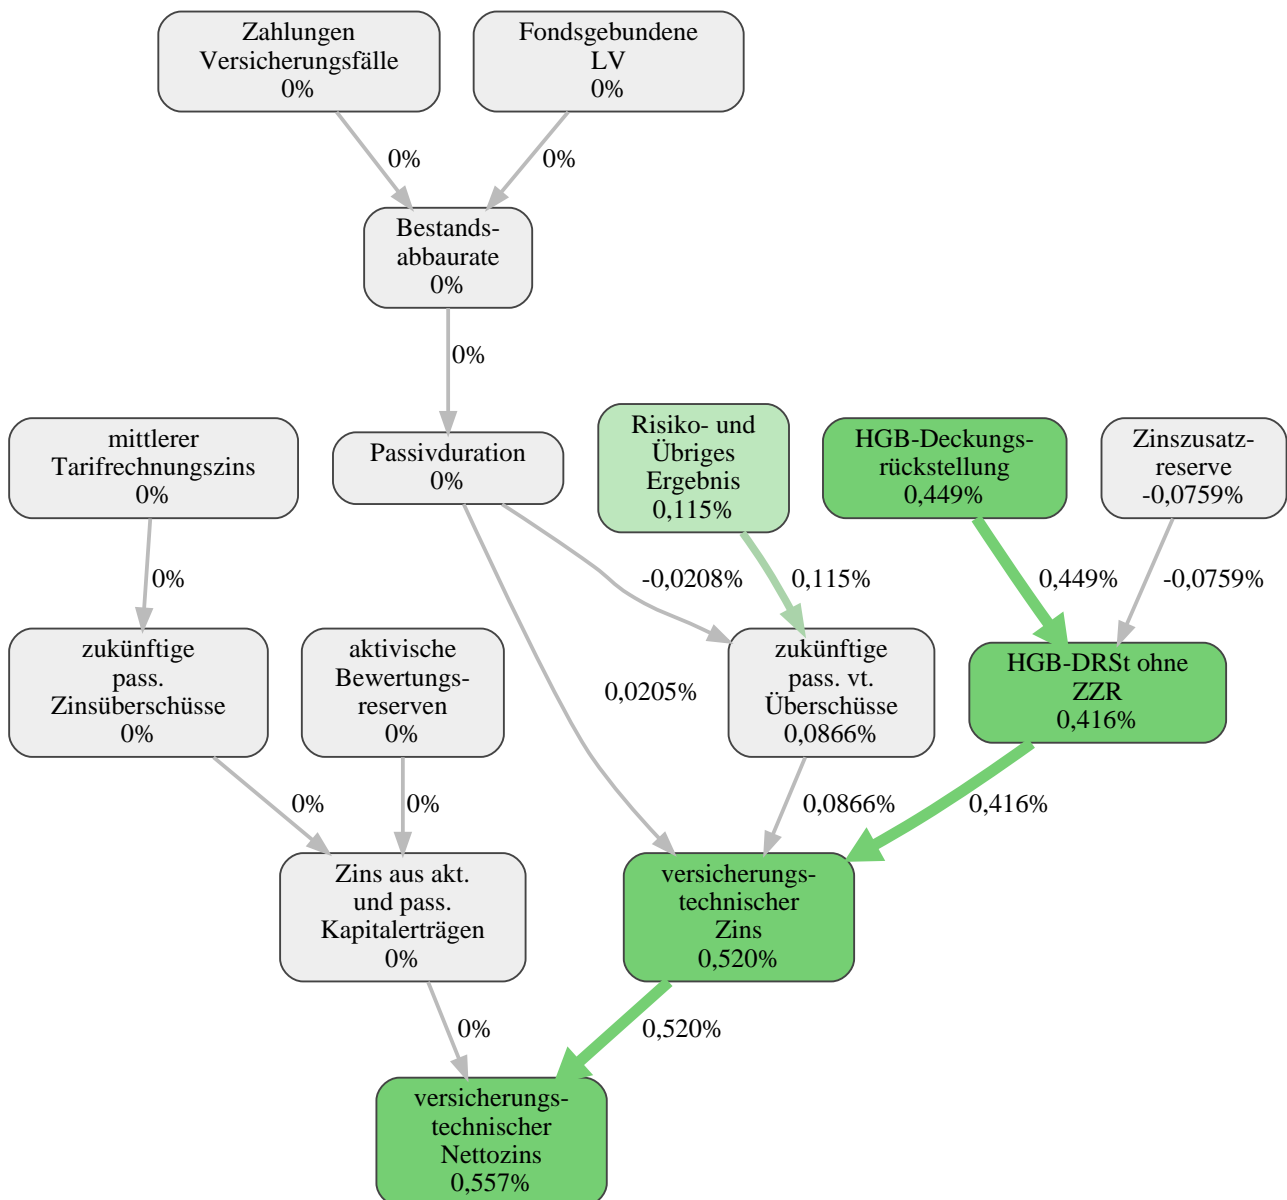 Zahlungen
Versicherungsfälle
0%
Fondsgebundene
LV
0%
0%
0%
Bestands-
abbaurate
0%
0%
mittlerer
Tarifrechnungszins
0%
Passivduration
0%
Risiko- und
Übriges
Ergebnis
0,115%
HGB-Deckungs-
rückstellung
0,449%
Zinszusatz-
reserve
-0,0759%
0%
-0,0208%
0,115%
0,449%
-0,0759%
zukünftige
pass.
Zinsüberschüsse
0%
aktivische
Bewertungs-
reserven
0%
0,0205%
zukünftige
pass. vt.
Überschüsse
0,0866%
HGB-DRSt ohne
ZZR
0,416%
0%
0%
0,0866%
0,416%
Zins aus akt.
und pass.
Kapitalerträgen
0%
versicherungs-
technischer
Zins
0,520%
0%
0,520%
versicherungs-
technischer
Nettozins
0,557%